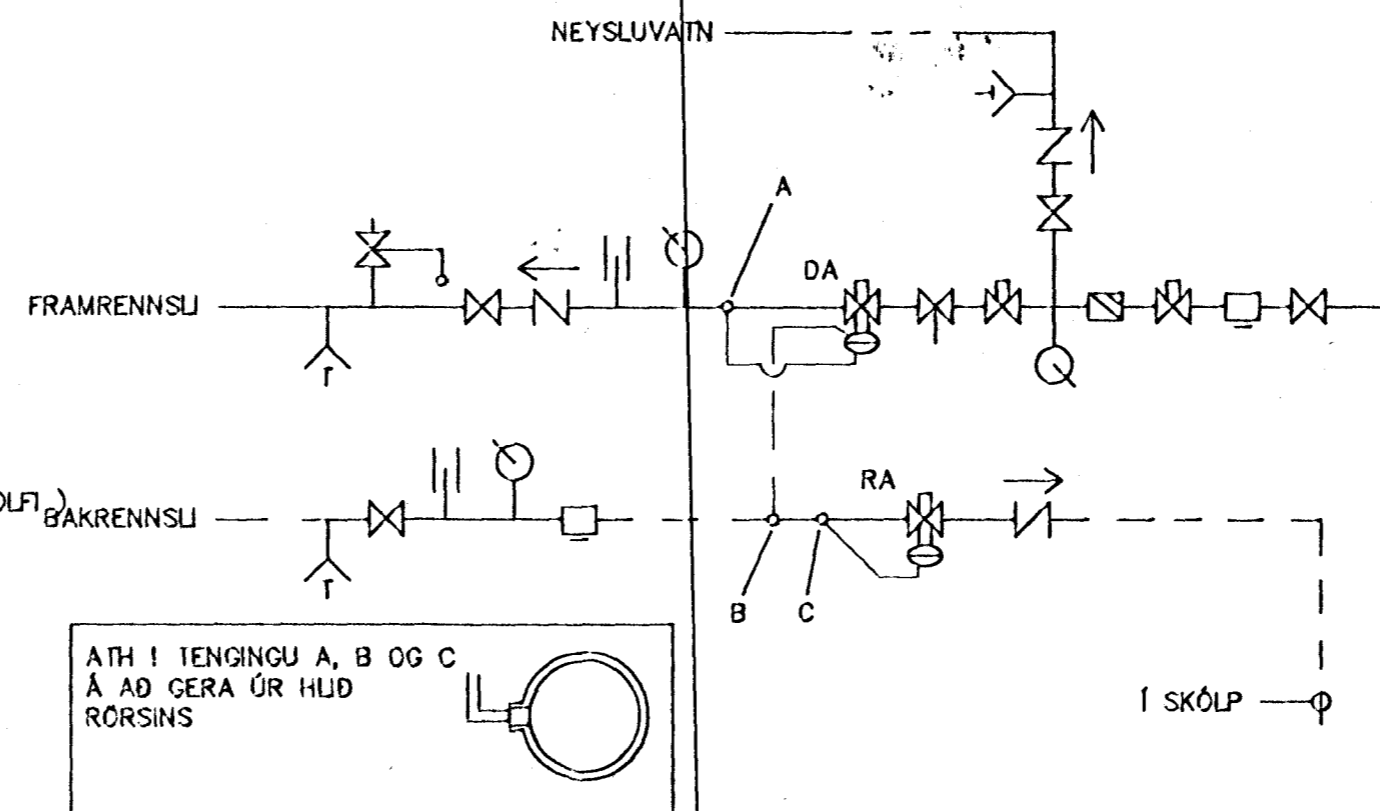 NEYSLUVATN
A
DA
FRAMRENNSLI
RA
BAKRENNSLI
B C
ATH ! TENGINGU A, B OG C
Á AÐ GERA ÚR HLIÐ
RÖRSINS
Í SKÓLP